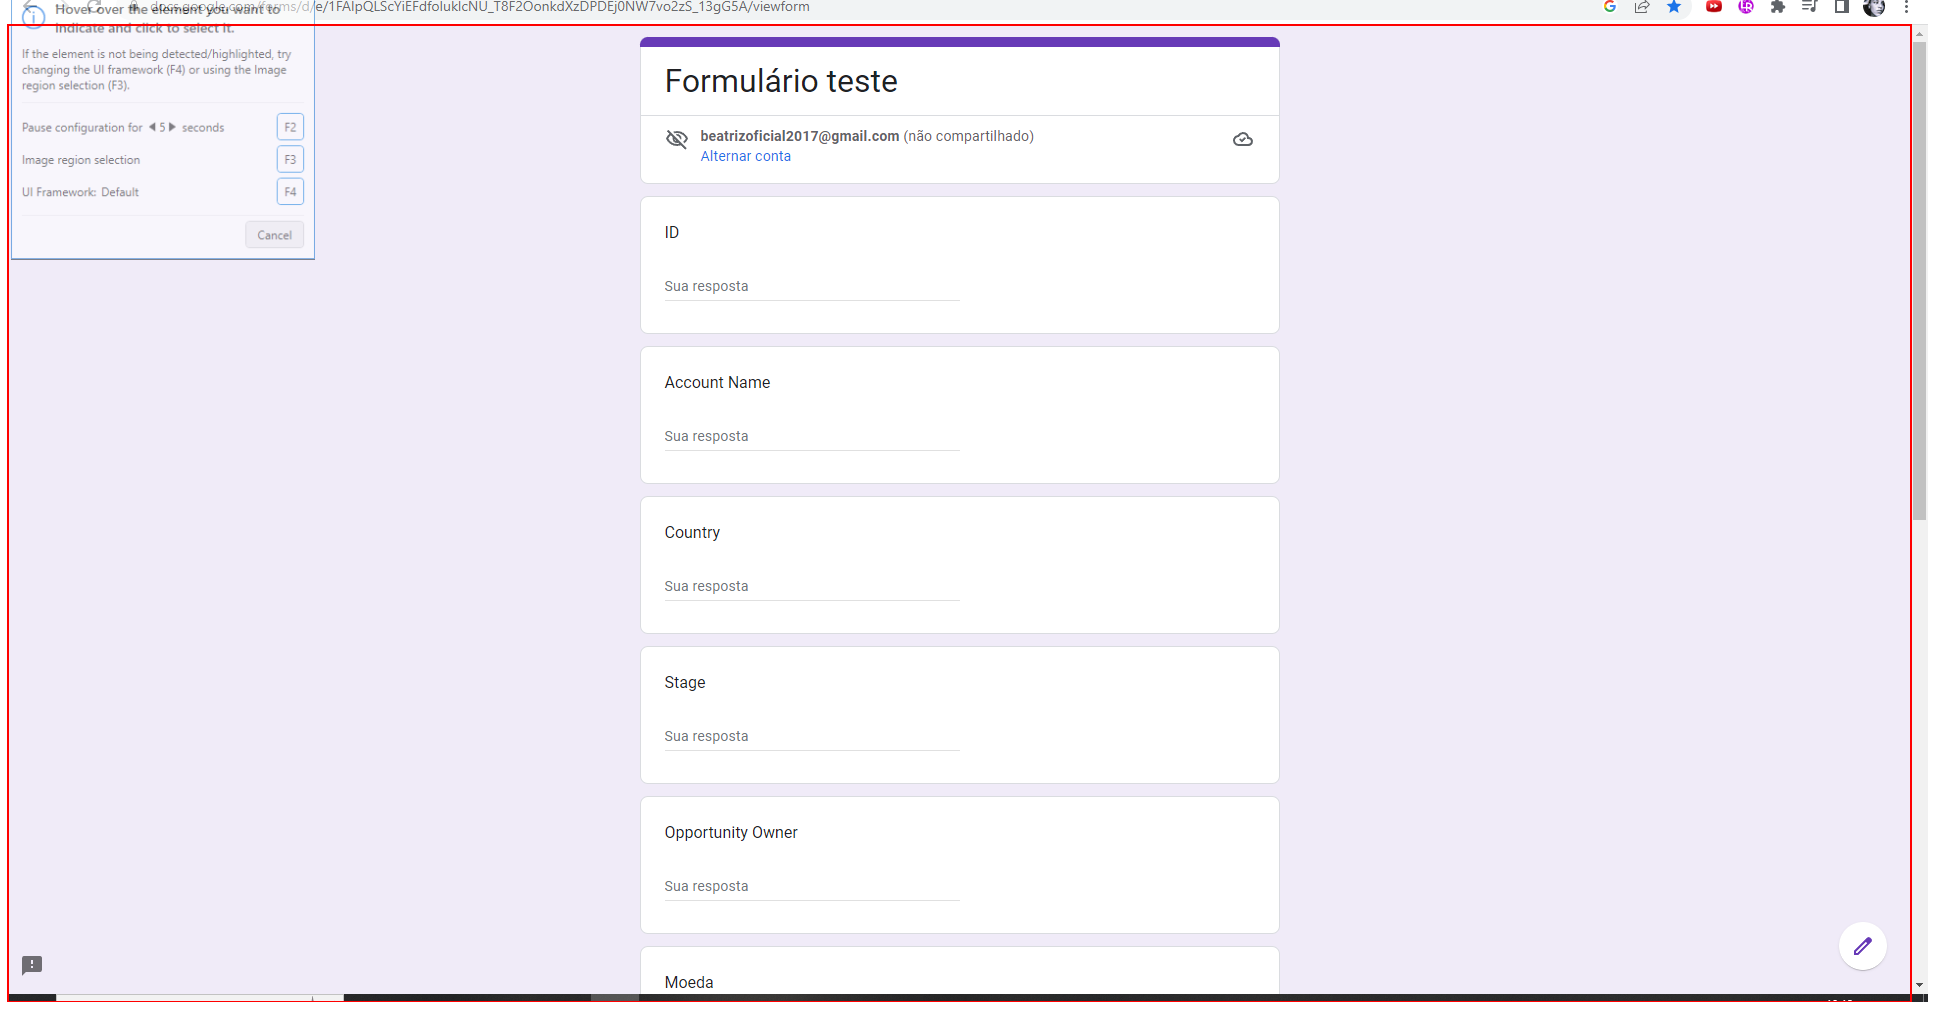 docs.google.com/forms/d/e/1FAIpQLScYiEFdfolukIcNU_T8F2OonkdXzDPDEj0NW7vo2zS_13gG5A/viewform
Hover over the element you want to
indicate and click to select it.
If the element is not being detected/highlighted, try
changing the UI framework (F4) or using the Image
region selection (F3).
Pause configuration for 5 seconds F2
Image region selection F3
UI Framework: Default F4
Cancel
Formulário teste
beatrizoficial2017@gmail.com (não compartilhado)
Alternar conta
ID
Sua resposta
Account Name
Sua resposta
Country
Sua resposta
Stage
Sua resposta
Opportunity Owner
Sua resposta
Moeda